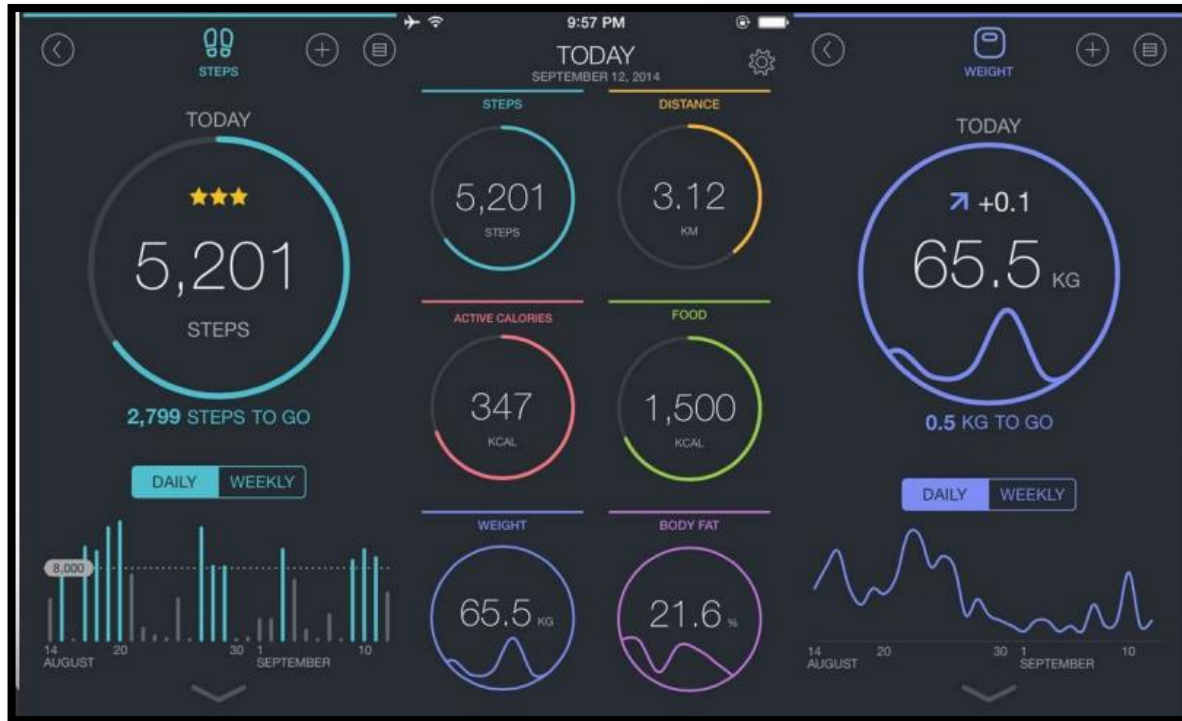 STEPS
TODAY
5,201
STEPS
2,799 STEPS TO GO
DAILY WEEKLY
8,000
14 20 30 1 10
AUGUST SEPTEMBER
9:57 PM
TODAY
SEPTEMBER 12, 2014
STEPS
5,201
STEPS
DISTANCE
3.12
KM
ACTIVE CALORIES
347
KCAL
FOOD
1,500
KCAL
WEIGHT
65.5 KG
BODY FAT
21.6 %
WEIGHT
TODAY
+0.1
65.5 KG
0.5 KG TO GO
DAILY WEEKLY
14 20 30 1 10
AUGUST SEPTEMBER